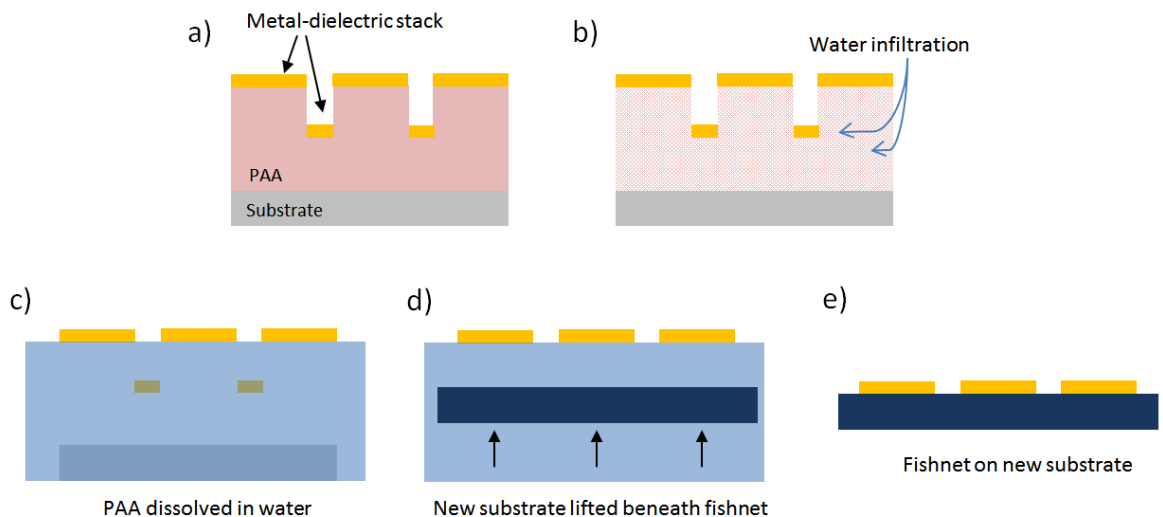 a)
Metal-dielectric stack
PAA
Substrate
b)
Water infiltration
c)
PAA dissolved in water
d)
New substrate lifted beneath fishnet
e)
Fishnet on new substrate